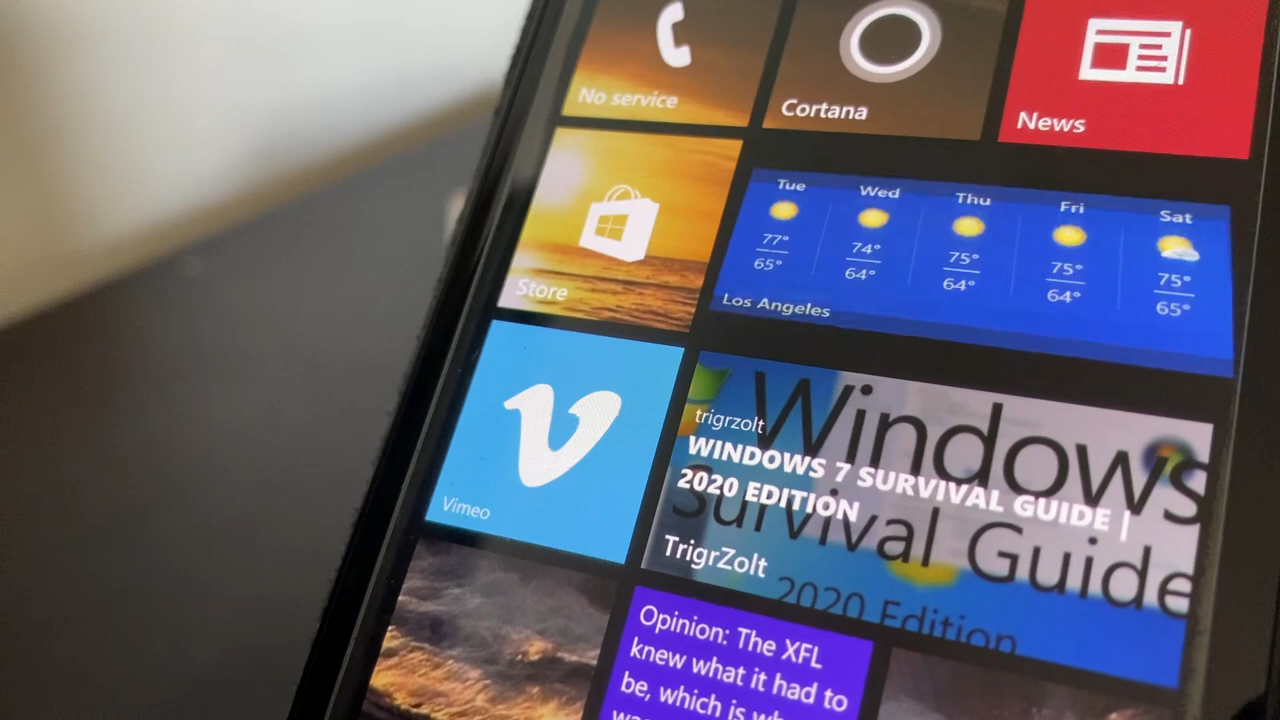 No service
Cortana
News
Store
Tue Wed Thu Fri Sat
77° 74° 75° 75° 75°
65° 64° 64° 64° 65°
Los Angeles
Vimeo
trigrzolt
WINDOWS 7 SURVIVAL GUIDE |
2020 EDITION
TrigrZolt
Windows
Survival Guide
2020 Edition
Opinion: The XFL
knew what it had to
be, which is